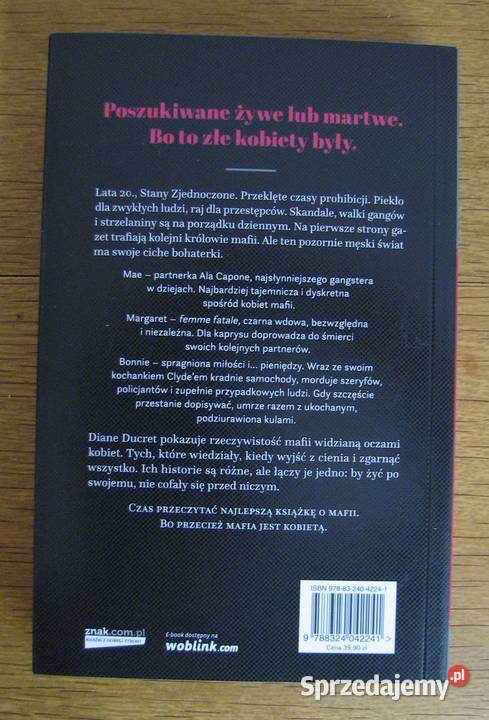 Poszukiwane żywe lub martwe.
Bo to złe kobiety były.
Lata 20., Stany Zjednoczone. Przeklęte czasy prohibicji. Piekło
dla zwykłych ludzi, raj dla przestępców. Skandale, walki gangów
i strzelaniny są na porządku dziennym. Na pierwsze strony ga-
zet trafiają kolejni królowie mafii. Ale ten pozornie męski świat
ma swoje ciche bohaterki.
Mae – partnerka Ala Capone, najsłynniejszego gangstera
w dziejach. Najbardziej tajemnicza i dyskretna
spośród kobiet mafii.
Margaret – femme fatale, czarna wdowa, bezwzględna
i niezależna. Dla kaprysu doprowadza do śmierci
swoich kolejnych partnerów.
Bonnie – spragniona miłości i... pieniędzy. Wraz ze swoim
kochankiem Clyde'em kradnie samochody, morduje szeryfów,
policjantów i zupełnie przypadkowych ludzi. Gdy szczęście
przestanie dopisywać, umrze razem z ukochanym,
podziurawiona kulami.
Diane Ducret pokazuje rzeczywistość mafii widzianą oczami
kobiet. Tych, które wiedziały, kiedy wyjść z cienia i zgarnąć
wszystko. Ich historie są różne, ale łączy je jedno: by żyć po
swojemu, nie cofały się przed niczym.
Czas przeczytać najlepszą książkę o mafii.
Bo przecież mafia jest kobietą.
ISBN 978-83-240-4224-1
9 788324 042241 >
Cena 39,90 zł
znak.com.pl
KSIĄŻKI Z DOBREJ STRONY
E-book dostępny na
woblink.com
Sprzedajemy.pl